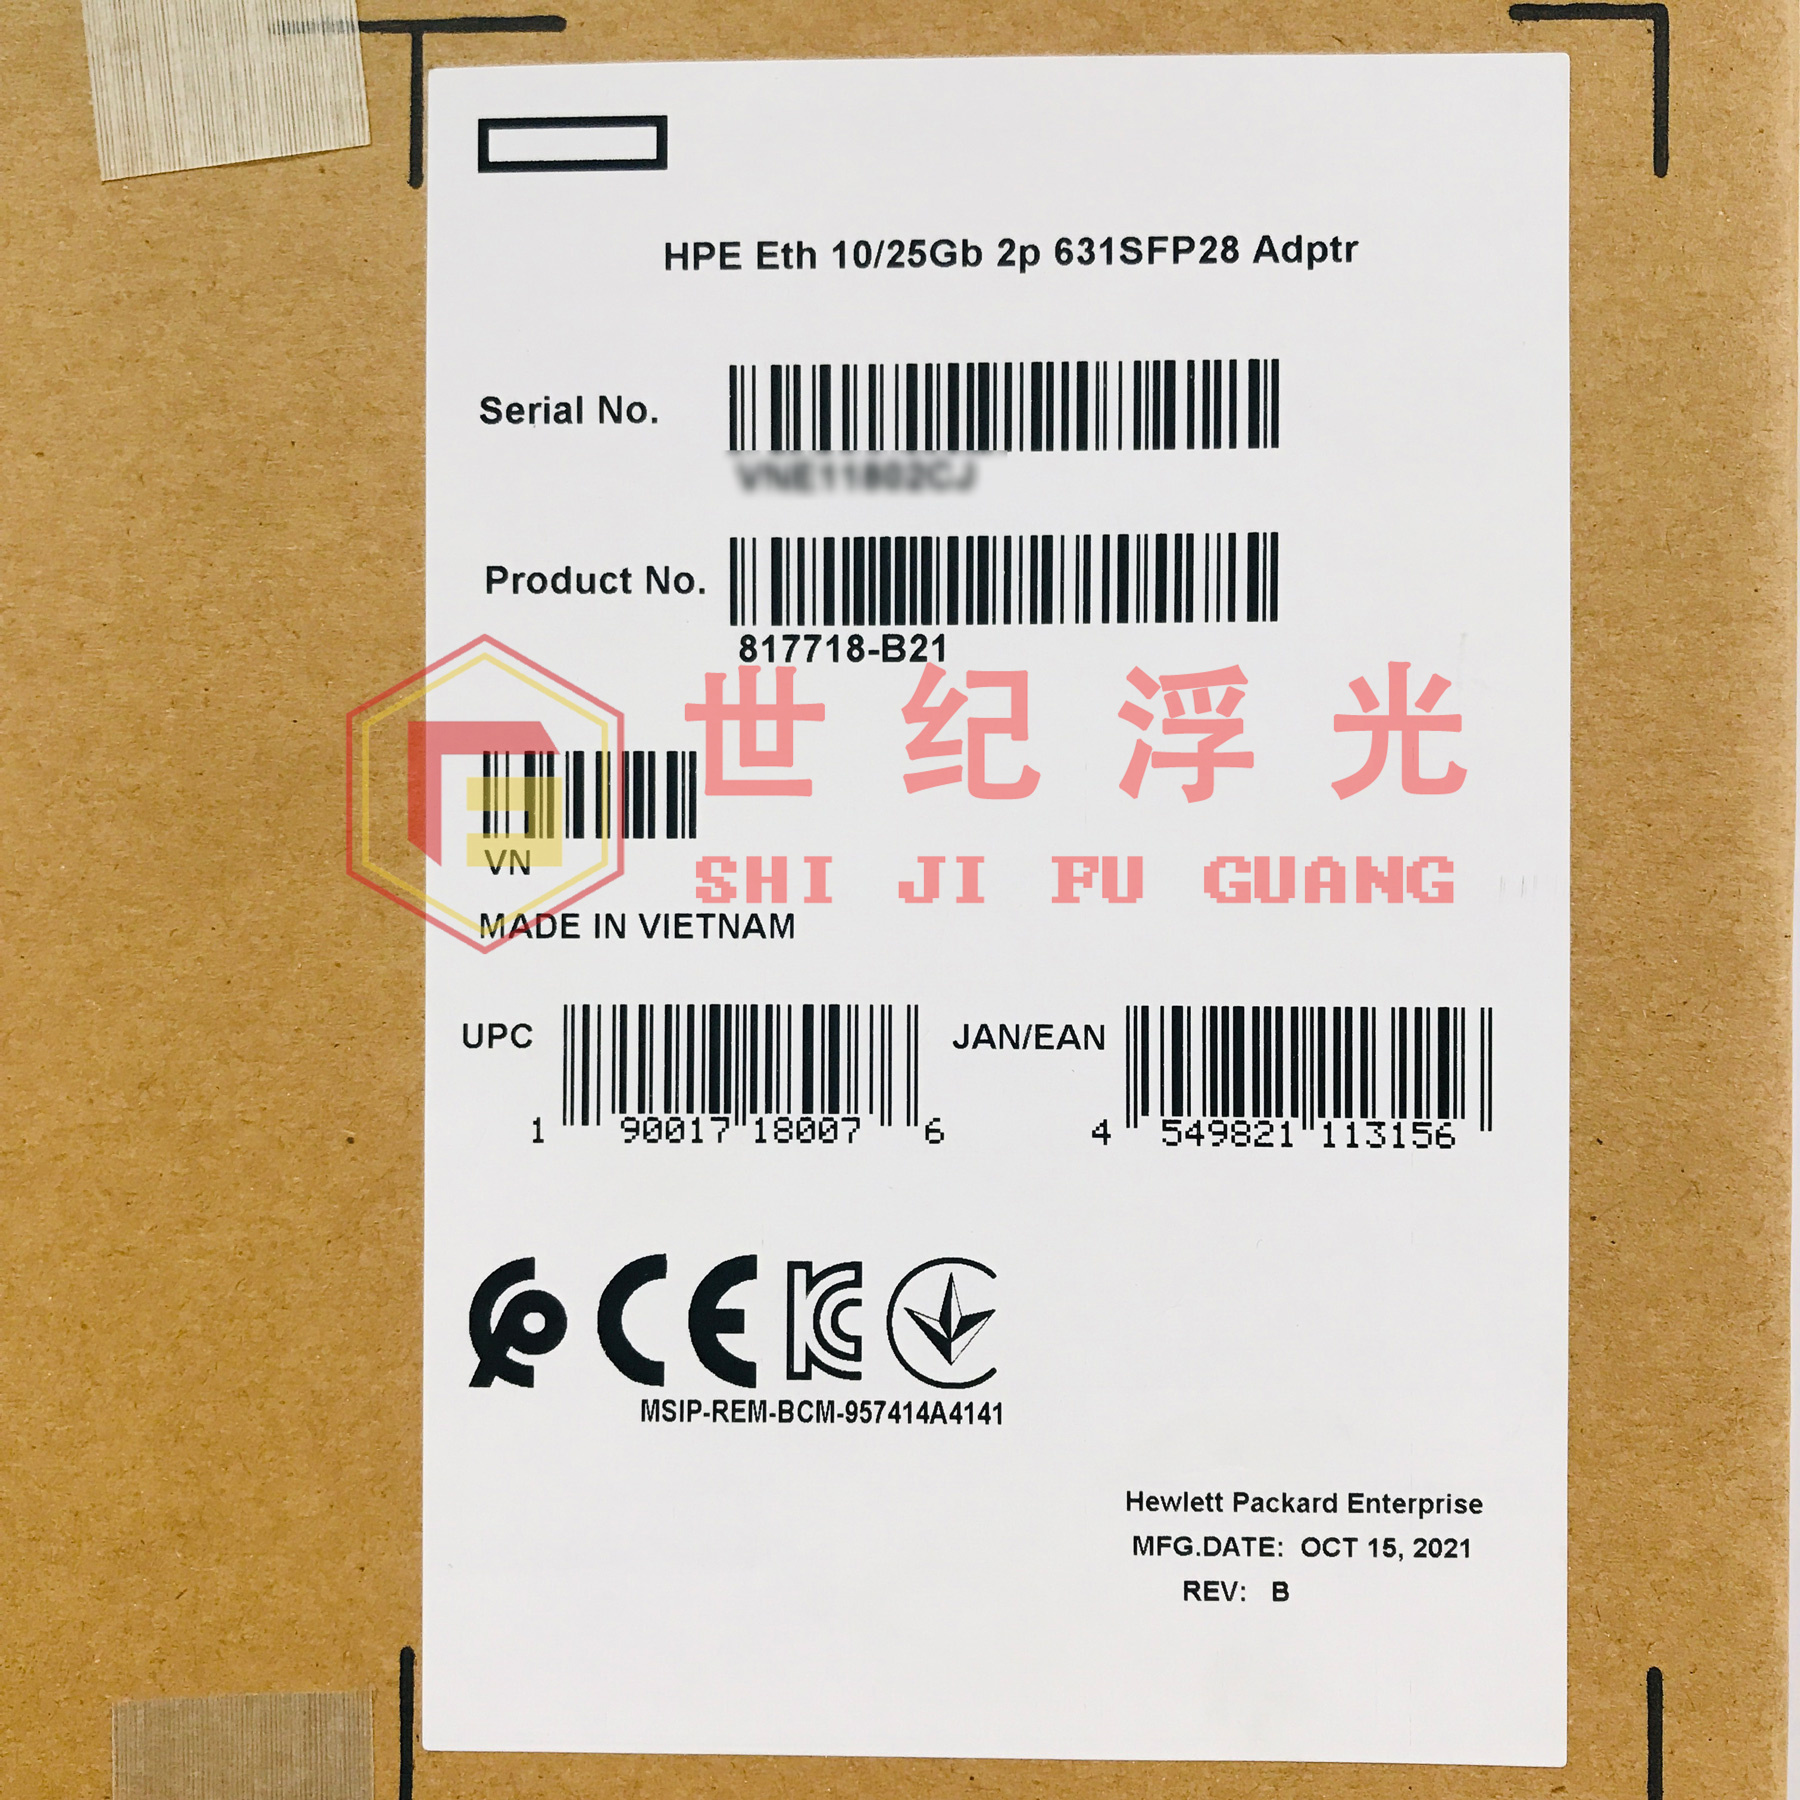 HPE Eth 10/25Gb 2p 631SFP28 Adptr
Serial No.
Product No.
817718-B21
世纪浮光
SHI JI FU GUANG
VN
MADE IN VIETNAM
UPC
1 90017 18007 6
JAN/EAN
4 549821 113156
CE
MSIP-REM-BCM-957414A4141
Hewlett Packard Enterprise
MFG.DATE: OCT 15, 2021
REV: B